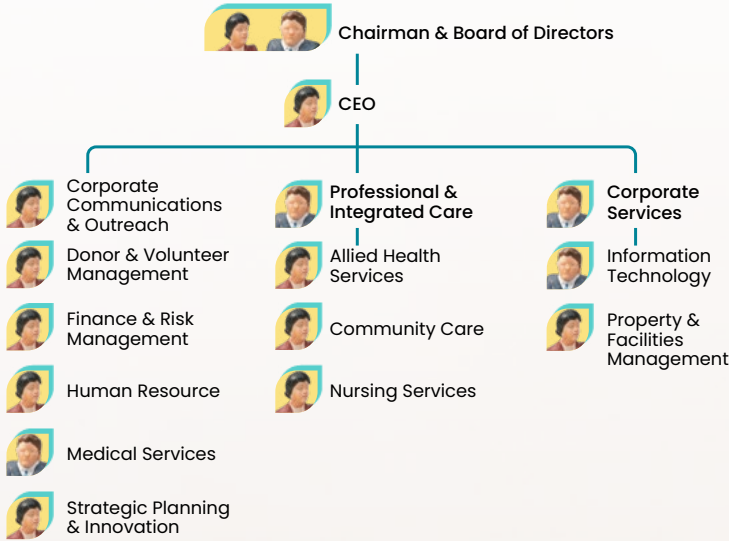 Chairman & Board of Directors
CEO
Corporate
Communications
& Outreach
Donor & Volunteer
Management
Finance & Risk
Management
Human Resource
Medical Services
Strategic Planning
& Innovation
Professional &
Integrated Care
Allied Health
Services
Community Care
Nursing Services
Corporate
Services
Information
Technology
Property &
Facilities
Management